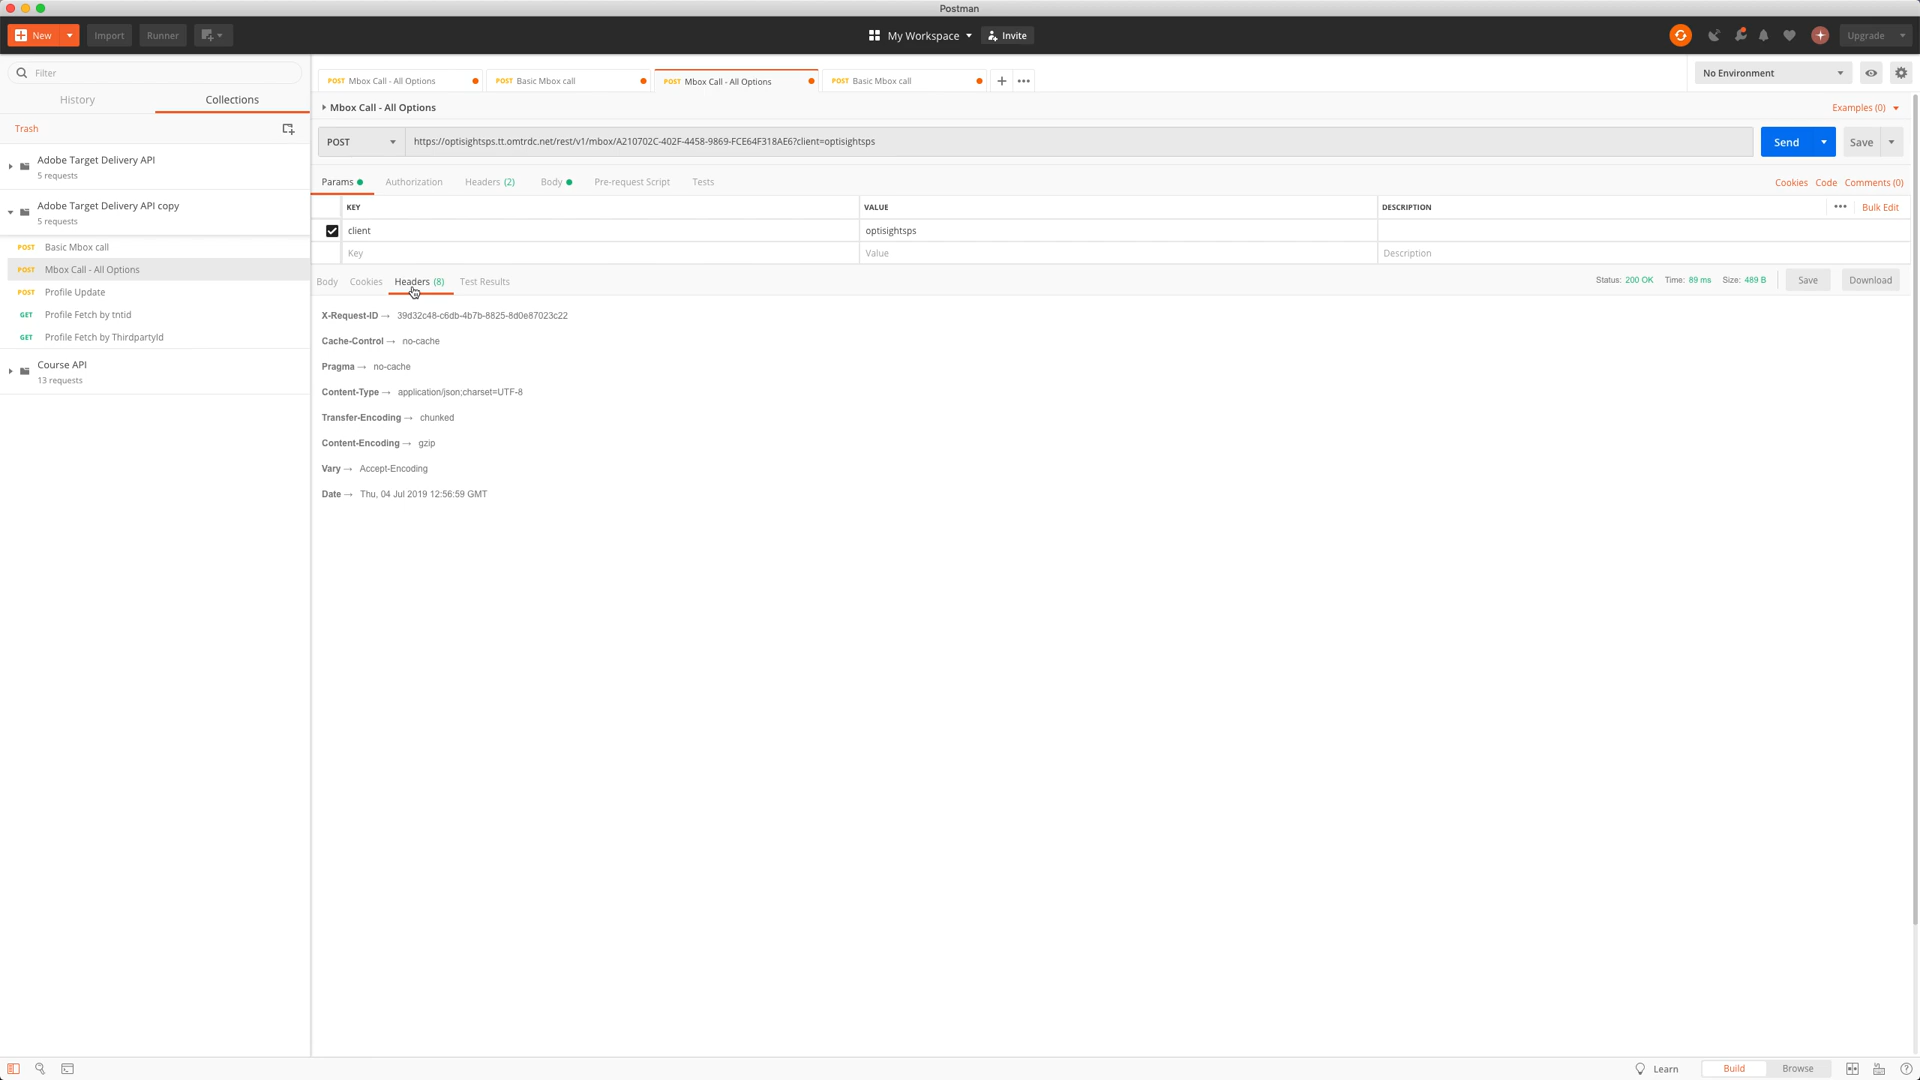 Postman
New
Import
Runner
My Workspace
Invite
Upgrade
Filter
History
Collections
Trash
Adobe Target Delivery API
5 requests
Adobe Target Delivery API copy
5 requests
POST Basic Mbox call
POST Mbox Call - All Options
POST Profile Update
GET Profile Fetch by tntid
GET Profile Fetch by ThirdpartyId
Course API
13 requests
POST Mbox Call - All Options
POST Basic Mbox call
POST Mbox Call - All Options
POST Basic Mbox call
No Environment
Mbox Call - All Options
Examples (0)
POST
https://optisightsps.tt.omtrdc.net/rest/v1/mbox/A210702C-402F-4458-9869-FCE64F318AE6?client=optisightsps
Send
Save
Params
Authorization
Headers (2)
Body
Pre-request Script
Tests
Cookies
Code
Comments (0)
KEY
VALUE
DESCRIPTION
Bulk Edit
client
optisightsps
Key
Value
Description
Body
Cookies
Headers (8)
Test Results
Status: 200 OK
Time: 89 ms
Size: 489 B
Save
Download
X-Request-ID → 39d32c48-c6db-4b7b-8825-8d0e87023c22
Cache-Control → no-cache
Pragma → no-cache
Content-Type → application/json;charset=UTF-8
Transfer-Encoding → chunked
Content-Encoding → gzip
Vary → Accept-Encoding
Date → Thu, 04 Jul 2019 12:56:59 GMT
Learn
Build
Browse